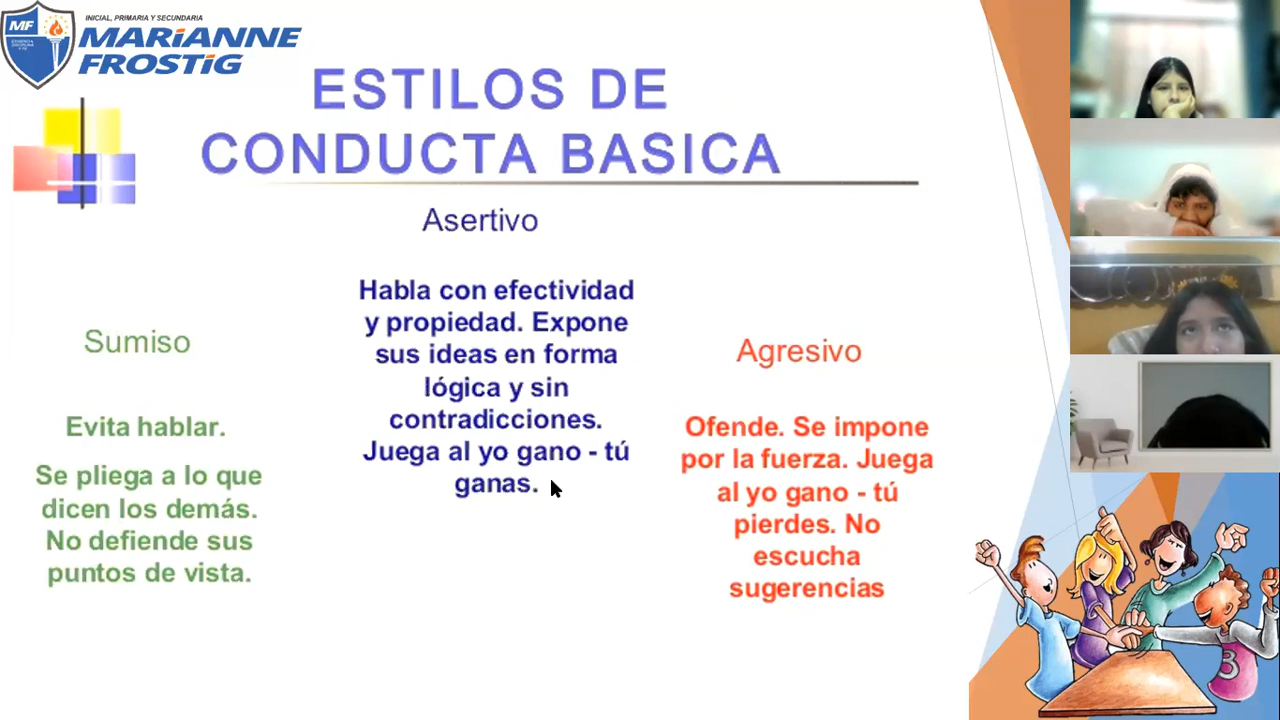 INICIAL, PRIMARIA Y SECUNDARIA
MF
MARIANNE
FROSTIG
ESTILOS DE
CONDUCTA BASICA
Asertivo
Habla con efectividad
y propiedad. Expone
sus ideas en forma
lógica y sin
contradicciones.
Juega al yo gano - tú
ganas.
Sumiso
Evita hablar.
Se pliega a lo que
dicen los demás.
No defiende sus
puntos de vista.
Agresivo
Ofende. Se impone
por la fuerza. Juega
al yo gano - tú
pierdes. No
escucha
sugerencias
3